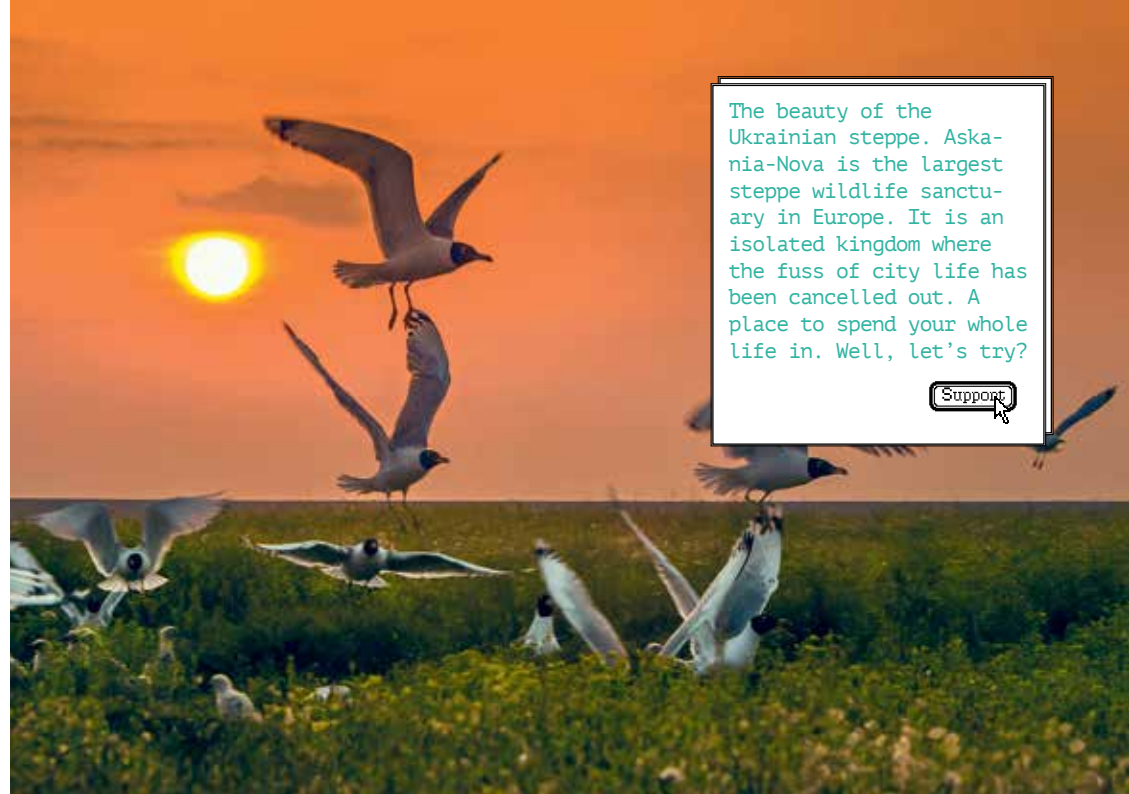 The beauty of the
Ukrainian steppe. Aska-
nia-Nova is the largest
steppe wildlife sanctu-
ary in Europe. It is an
isolated kingdom where
the fuss of city life has
been cancelled out. A
place to spend your whole
life in. Well, let’s try?
Support